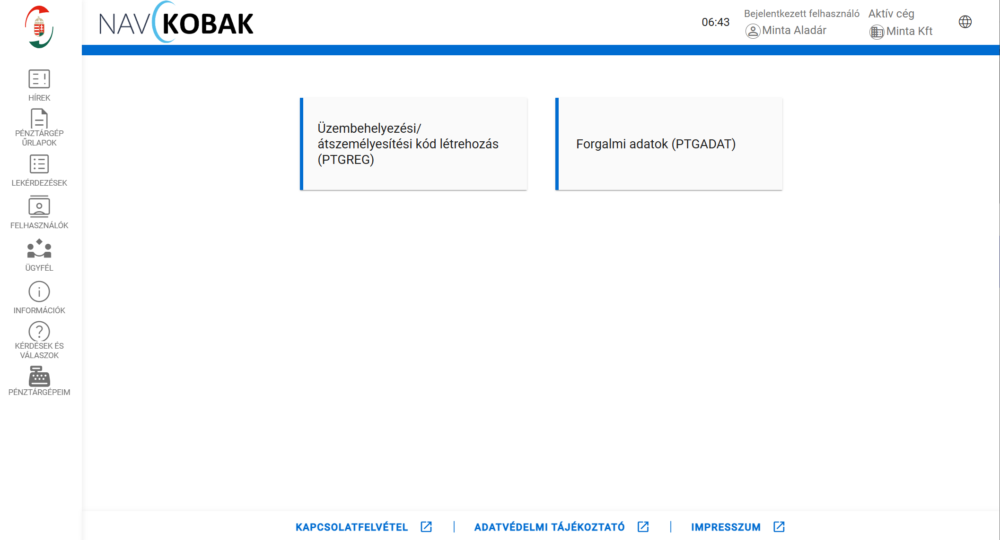 NAV KOBAK
06:43
Bejelentkezett felhasználó
Minta Aladár
Aktív cég
Minta Kft
HÍREK
PÉNZTÁRGÉP
ŰRLAPOK
LEKÉRDEZÉSEK
FELHASZNÁLÓK
ÜGYFÉL
INFORMÁCIÓK
KÉRDÉSEK ÉS
VÁLASZOK
PÉNZTÁRGÉPEIM
Üzembehelyezési/
átszemélyesítési kód létrehozás
(PTGREG)
Forgalmi adatok (PTGADAT)
KAPCSOLATFELVÉTEL
ADATVÉDELMI TÁJÉKOZTATÓ
IMPRESSZUM